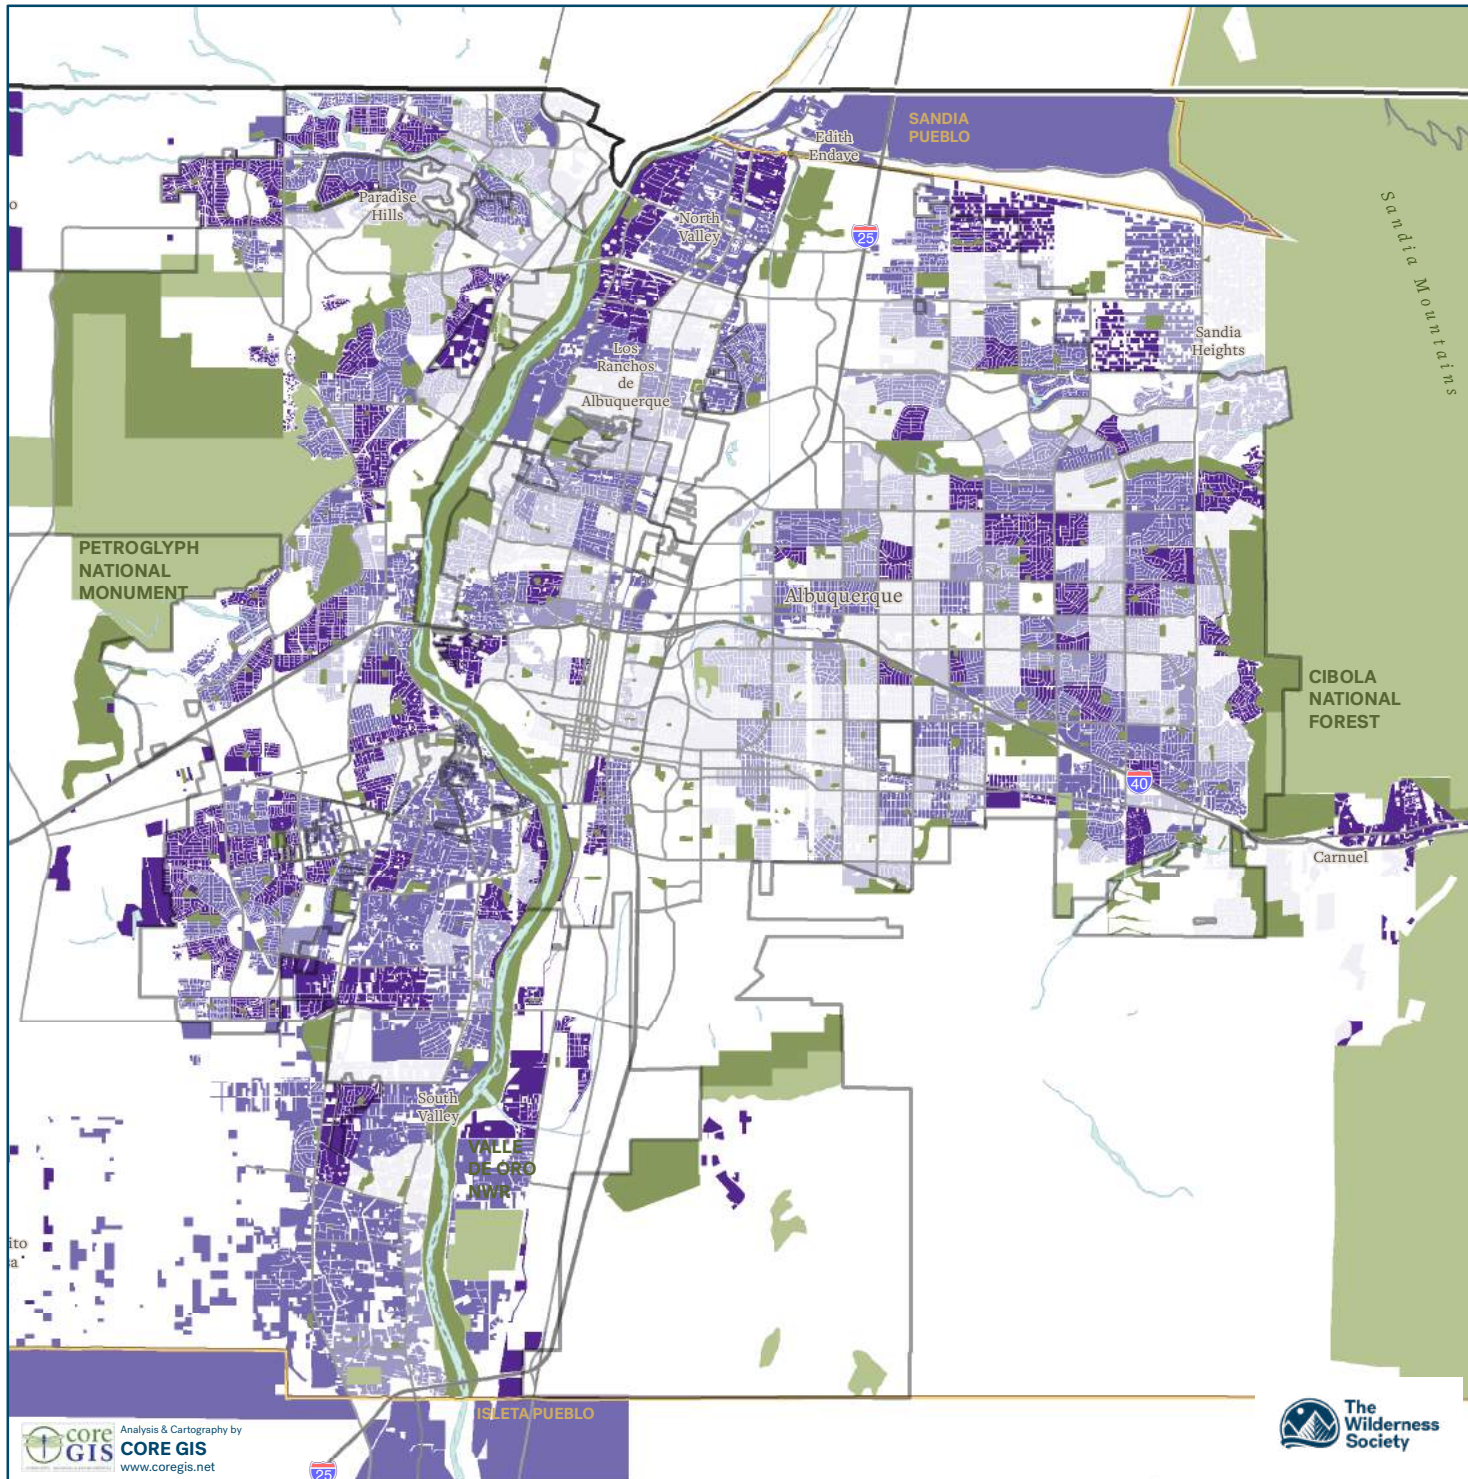 SANDIA
PUEBLO
Edith
Endave
Paradise
Hills
North
Valley
25
Sandia Mountains
Sandia
Heights
Los
Ranchos
de
Albuquerque
PETROGLYPH
NATIONAL
MONUMENT
Albuquerque
CIBOLA
NATIONAL
FOREST
40
Carnuel
South
Valley
VALLE
DE ORO
NWR
ito
a
ISLETA PUEBLO
25
core
GIS
Analysis & Cartography by
CORE GIS
www.coregis.net
The
Wilderness
Society